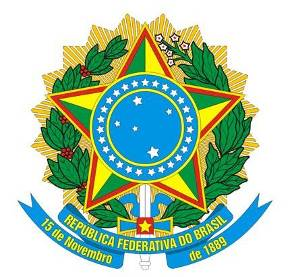 REPÚBLICA FEDERATIVA DO BRASIL
15 de Novembro
de 1889